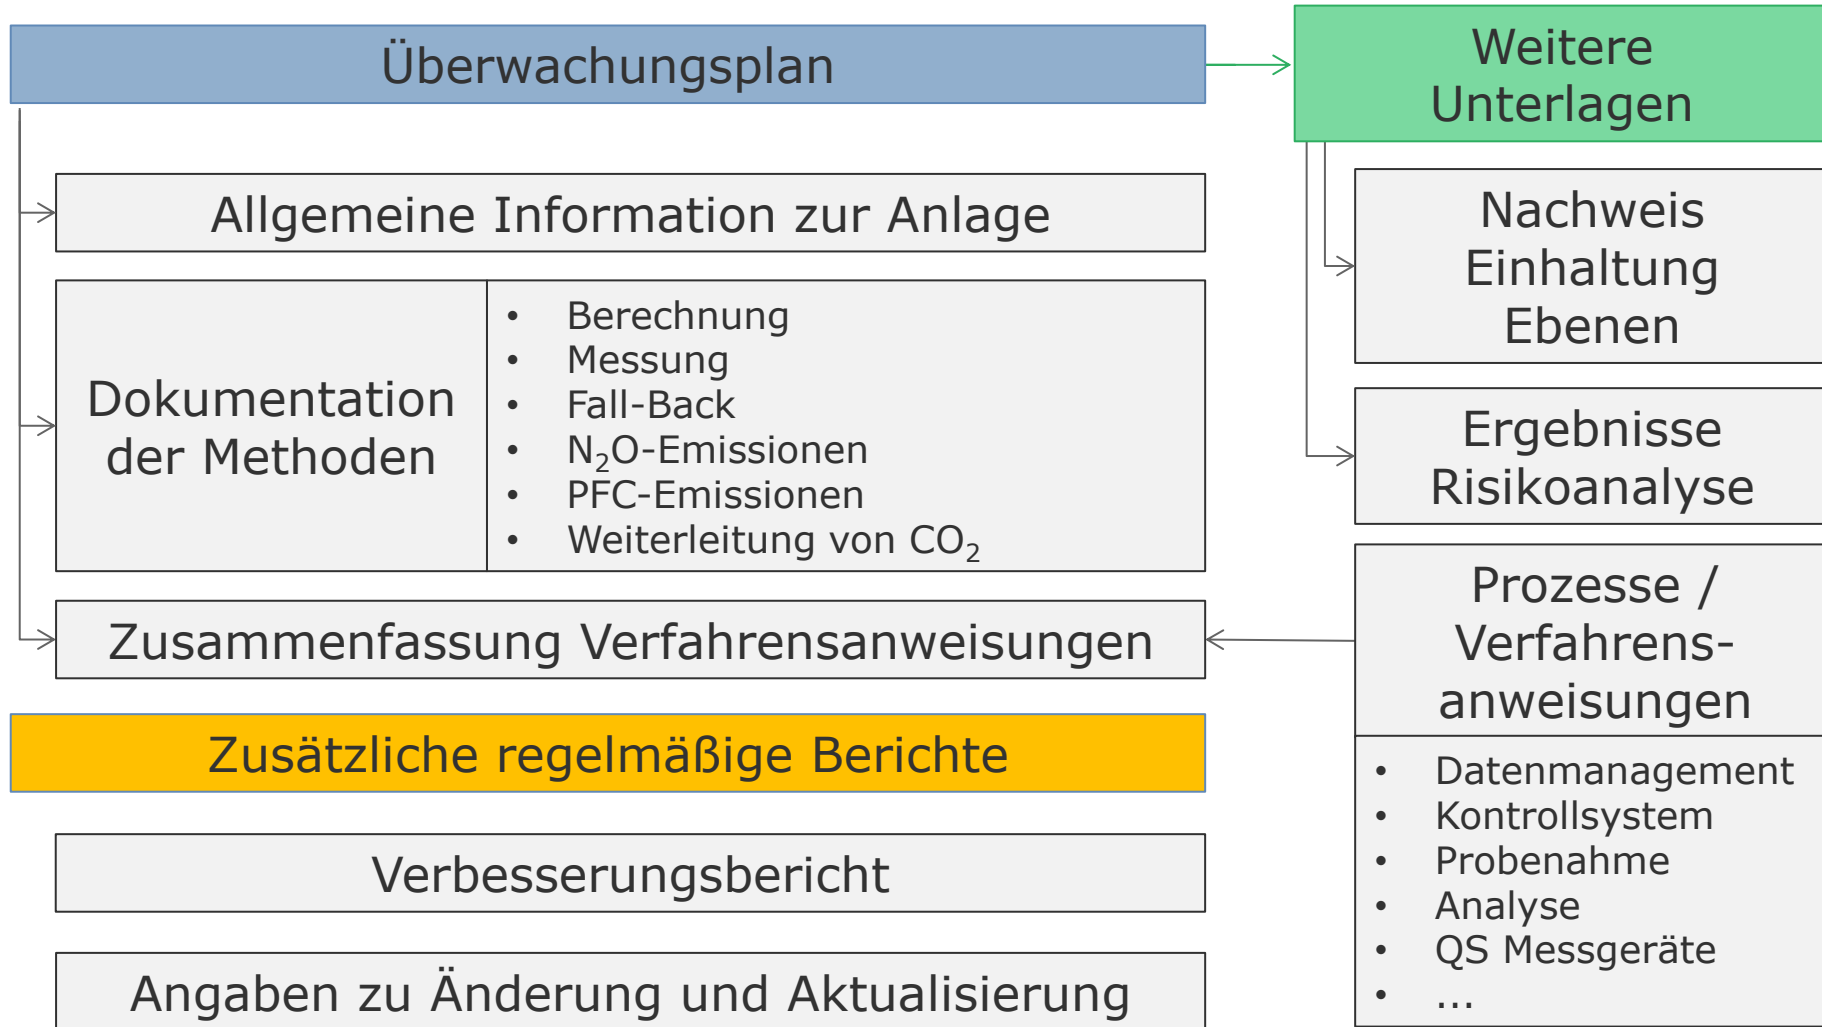 Überwachungsplan
Allgemeine Information zur Anlage
Dokumentation
der Methoden
• Berechnung
• Messung
• Fall-Back
• N₂O-Emissionen
• PFC-Emissionen
• Weiterleitung von CO₂
Zusammenfassung Verfahrensanweisungen
Zusätzliche regelmäßige Berichte
Verbesserungsbericht
Angaben zu Änderung und Aktualisierung
Weitere
Unterlagen
Nachweis
Einhaltung
Ebenen
Ergebnisse
Risikoanalyse
Prozesse /
Verfahrens-
anweisungen
• Datenmanagement
• Kontrollsystem
• Probenahme
• Analyse
• QS Messgeräte
• ...